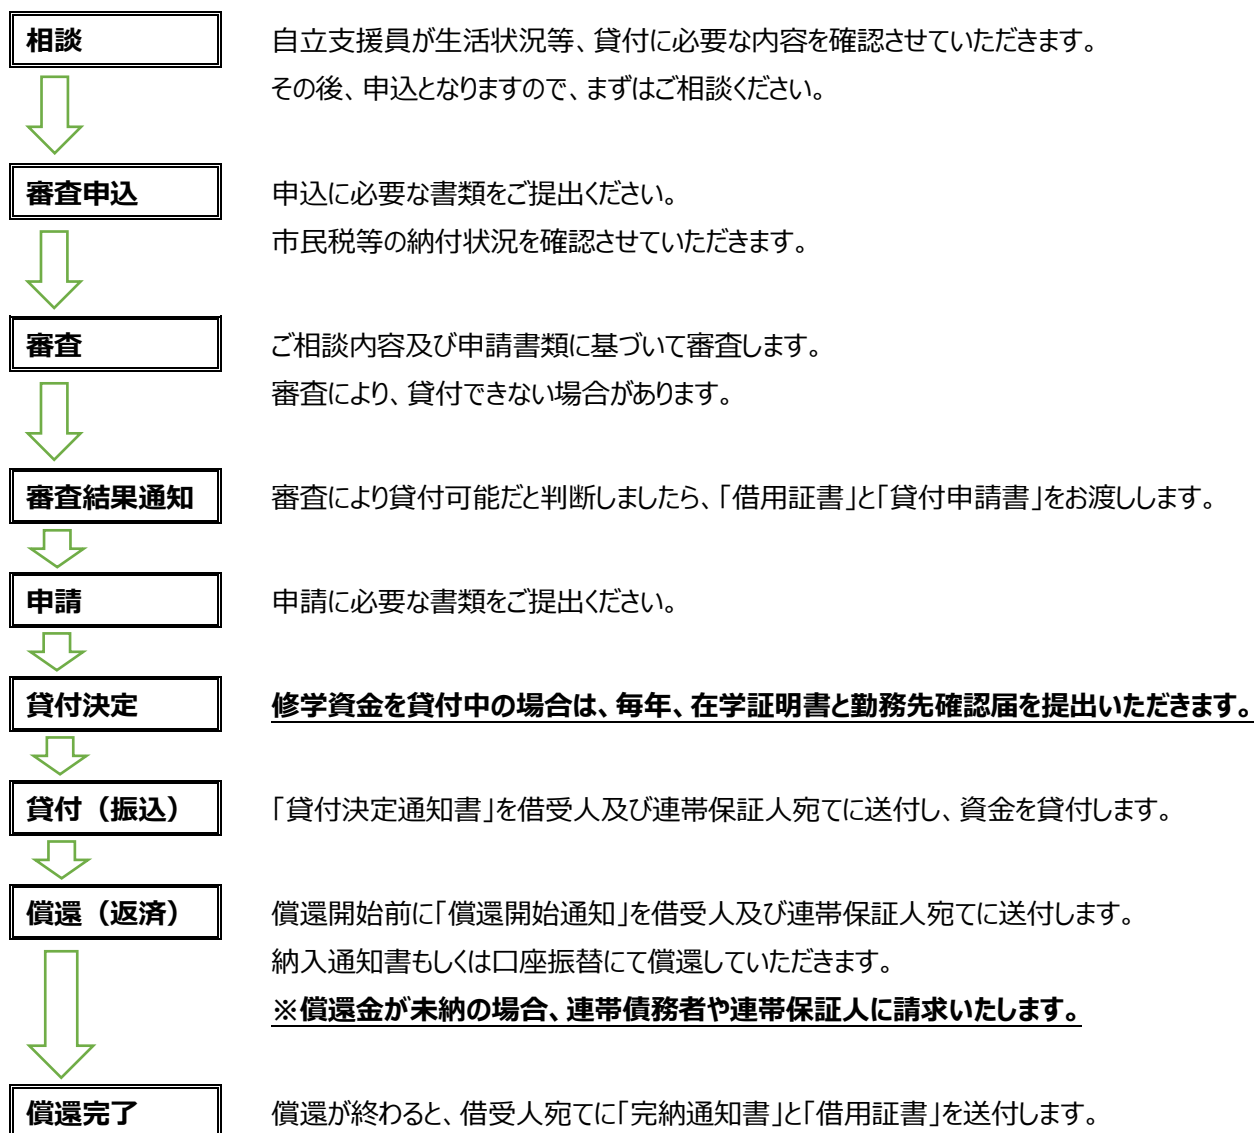 相談
自立支援員が生活状況等、貸付に必要な内容を確認させていただきます。
その後、申込となりますので、まずはご相談ください。
審査申込
申込に必要な書類をご提出ください。
市民税等の納付状況を確認させていただきます。
審査
ご相談内容及び申請書類に基づいて審査します。
審査により、貸付できない場合があります。
審査結果通知
審査により貸付可能だと判断しましたら、「借用証書」と「貸付申請書」をお渡しします。
申請
申請に必要な書類をご提出ください。
貸付決定
修学資金を貸付中の場合は、毎年、在学証明書と勤務先確認届を提出いただきます。
貸付（振込）
「貸付決定通知書」を借受人及び連帯保証人宛てに送付し、資金を貸付します。
償還（返済）
償還開始前に「償還開始通知」を借受人及び連帯保証人宛てに送付します。
納入通知書もしくは口座振替にて償還していただきます。
※償還金が未納の場合、連帯債務者や連帯保証人に請求いたします。
償還完了
償還が終わると、借受人宛てに「完納通知書」と「借用証書」を送付します。